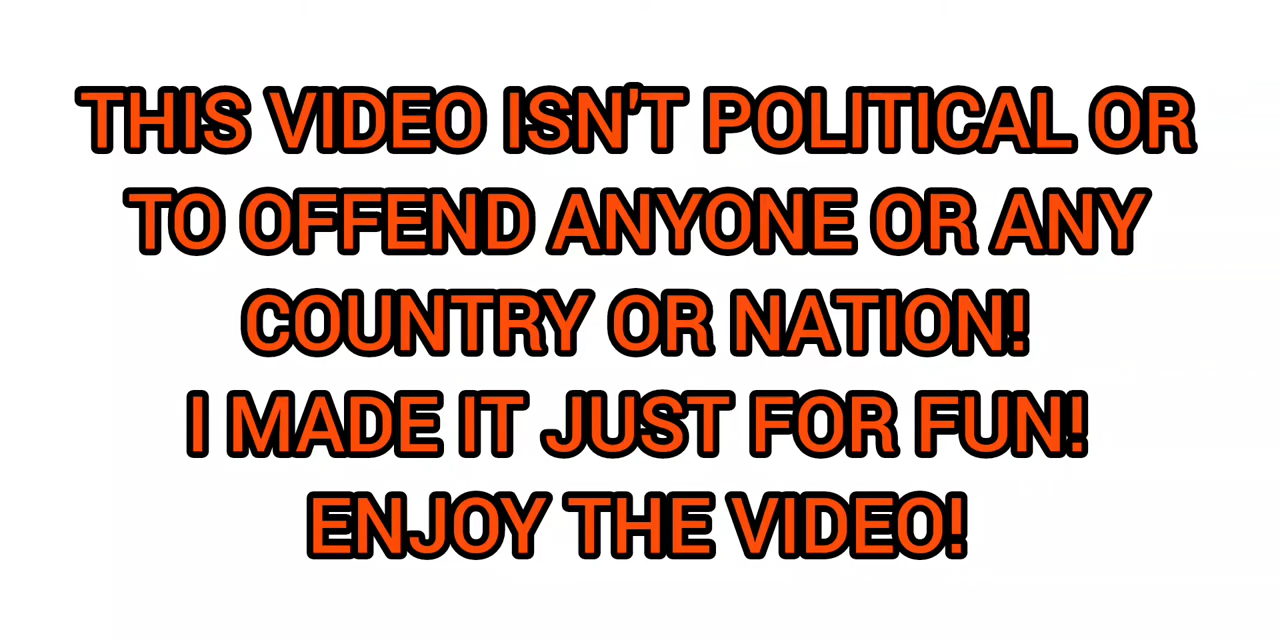 THIS VIDEO ISN'T POLITICAL OR
TO OFFEND ANYONE OR ANY
COUNTRY OR NATION!
I MADE IT JUST FOR FUN!
ENJOY THE VIDEO!